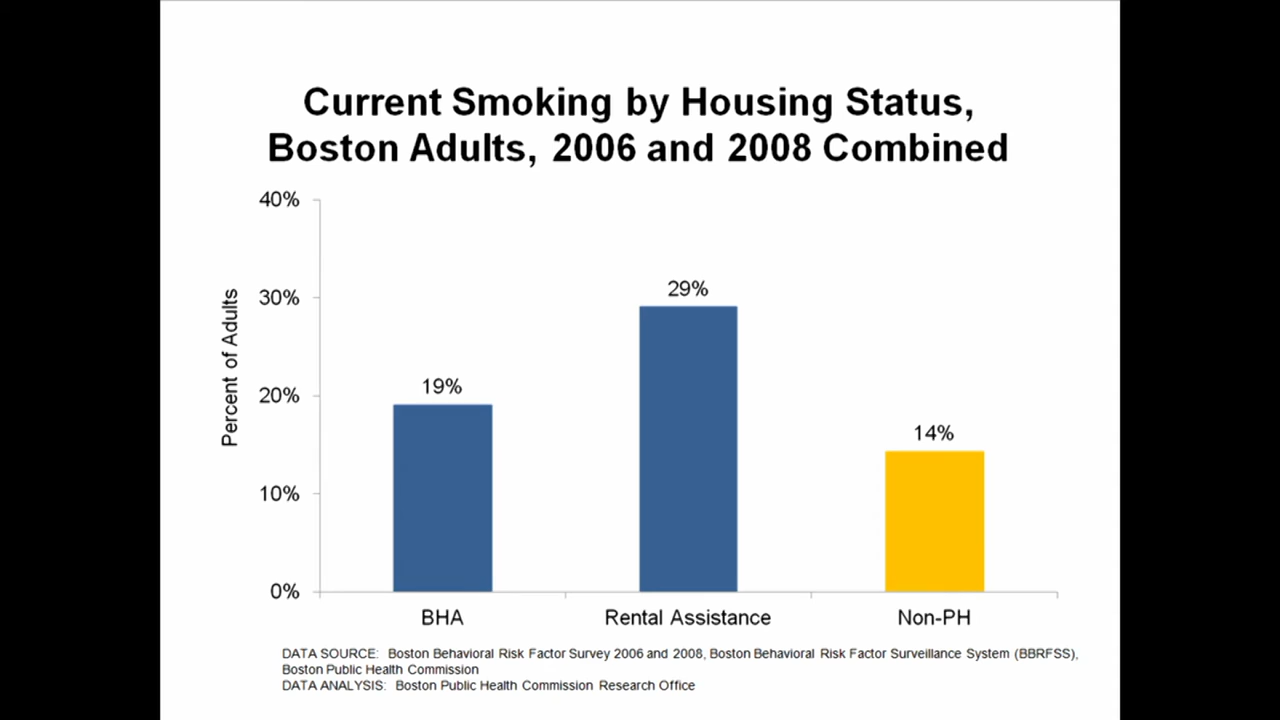 Current Smoking by Housing Status,
Boston Adults, 2006 and 2008 Combined
40%
30%
20%
10%
0%
Percent of Adults
19%
29%
14%
BHA
Rental Assistance
Non-PH
DATA SOURCE: Boston Behavioral Risk Factor Survey 2006 and 2008, Boston Behavioral Risk Factor Surveillance System (BBRFSS),
Boston Public Health Commission
DATA ANALYSIS: Boston Public Health Commission Research Office